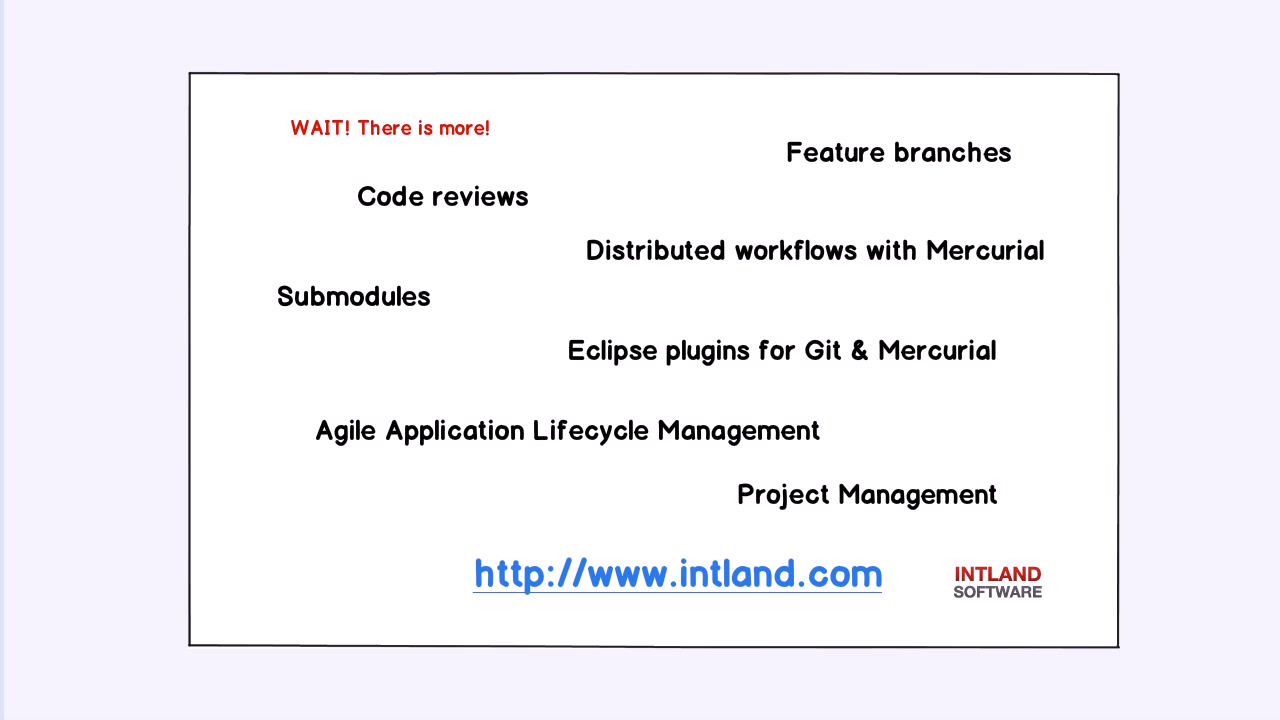 WAIT! There is more!
Feature branches
Code reviews
Distributed workflows with Mercurial
Submodules
Eclipse plugins for Git & Mercurial
Agile Application Lifecycle Management
Project Management
http://www.intland.com
INTLAND
SOFTWARE